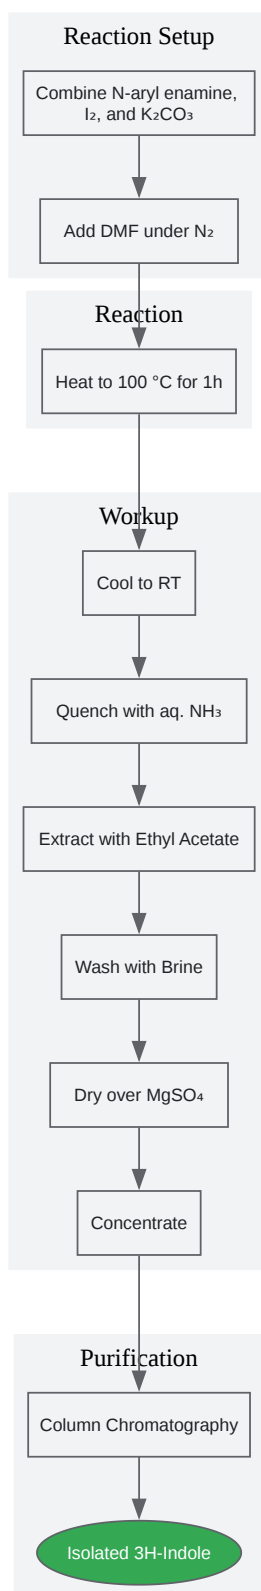 Reaction Setup
Combine N-aryl enamine,
I₂, and K₂CO₃
Add DMF under N₂
Reaction
Heat to 100 °C for 1h
Workup
Cool to RT
Quench with aq. NH₃
Extract with Ethyl Acetate
Wash with Brine
Dry over MgSO₄
Concentrate
Purification
Column Chromatography
Isolated 3H-Indole